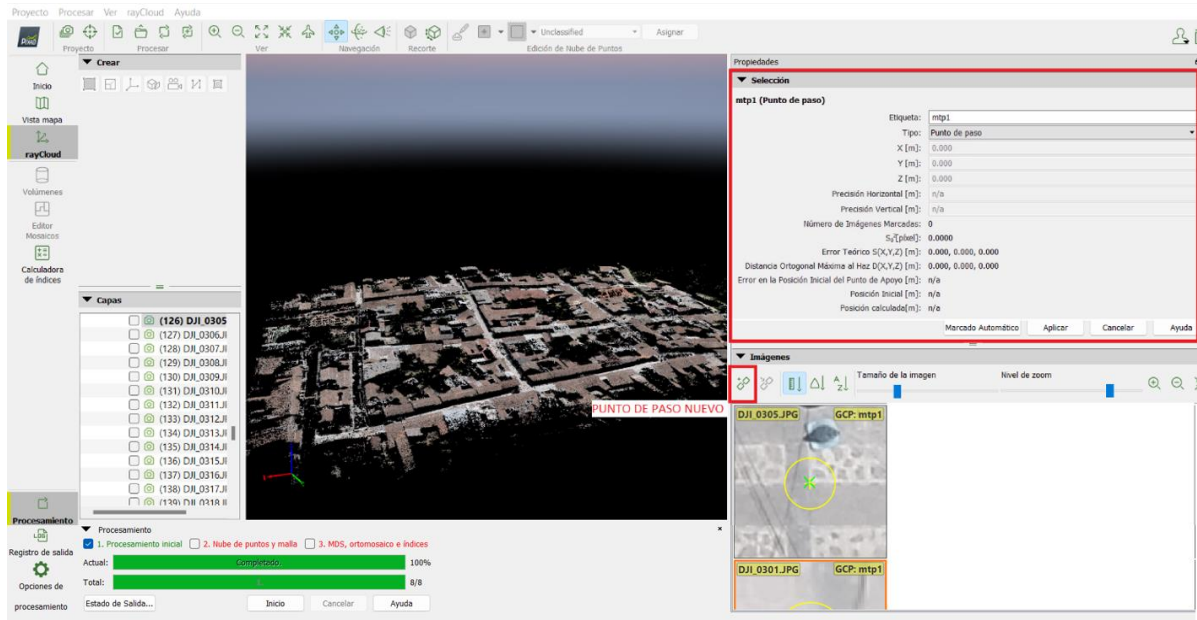 Proyecto Procesar Ver rayCloud Ayuda
Unclassified Asignar
Proyecto Procesar Ver Navegación Recorte Edición de Nube de Puntos
Inicio
Vista mapa
rayCloud
Volúmenes
Editor
Mosaicos
Calculadora
de índices
Crear
Capas
(126) DJI_0305
(127) DJI_0306.JI
(128) DJI_0307.JI
(129) DJI_0308.JI
(130) DJI_0309.JI
(131) DJI_0310.JI
(132) DJI_0311.JI
(133) DJI_0312.JI
(134) DJI_0313.JI
(135) DJI_0314.JI
(136) DJI_0315.JI
(137) DJI_0316.JI
(138) DJI_0317.JI
(139) DJI_0318.JI
PUNTO DE PASO NUEVO
Propiedades
Selección
mtp1 (Punto de paso)
Etiqueta: mtp1
Tipo: Punto de paso
X [m]: 0.000
Y [m]: 0.000
Z [m]: 0.000
Precisión Horizontal [m]: n/a
Precisión Vertical [m]: n/a
Número de Imágenes Marcadas: 0
S₀²[píxel]: 0.0000
Error Teórico S(X,Y,Z) [m]: 0.000, 0.000, 0.000
Distancia Ortogonal Máxima al Haz D(X,Y,Z) [m]: 0.000, 0.000, 0.000
Error en la Posición Inicial del Punto de Apoyo [m]: n/a
Posición Inicial [m]: n/a
Posición calculada[m]: n/a
Marcado Automático Aplicar Cancelar Ayuda
Imágenes
Tamaño de la imagen Nivel de zoom
DJI_0305.JPG GCP: mtp1
DJI_0301.JPG GCP: mtp1
Procesamiento
Registro de salida
Opciones de
procesamiento
Procesamiento
1. Procesamiento inicial 2. Nube de puntos y malla 3. MDS, ortomosaico e índices
Actual: Completado. 100%
Total: 8/8
Estado de Salida... Inicio Cancelar Ayuda